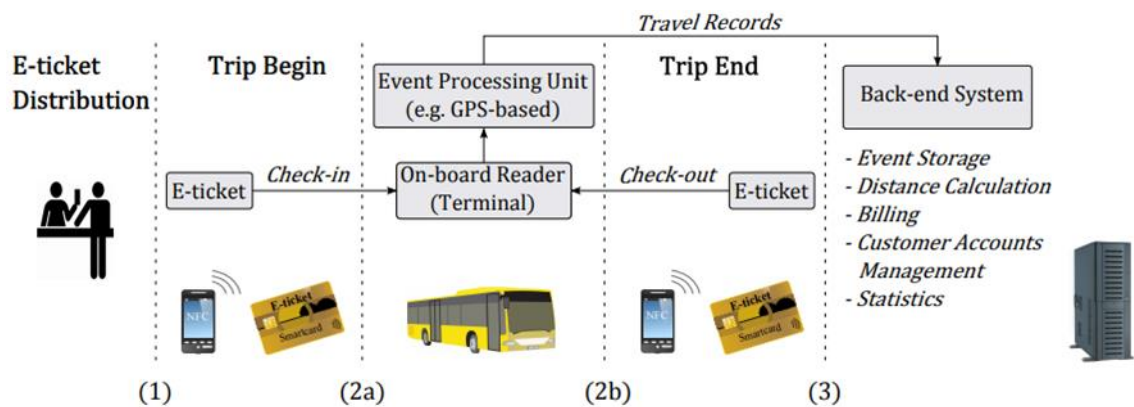 Travel Records
E-ticket
Distribution
Trip Begin
Event Processing Unit
(e.g. GPS-based)
Trip End
Back-end System
E-ticket
Check-in
On-board Reader
(Terminal)
Check-out
E-ticket
- Event Storage
- Distance Calculation
- Billing
- Customer Accounts
Management
- Statistics
NFC
E-ticket
Smartcard
NFC
E-ticket
Smartcard
(1)
(2a)
(2b)
(3)